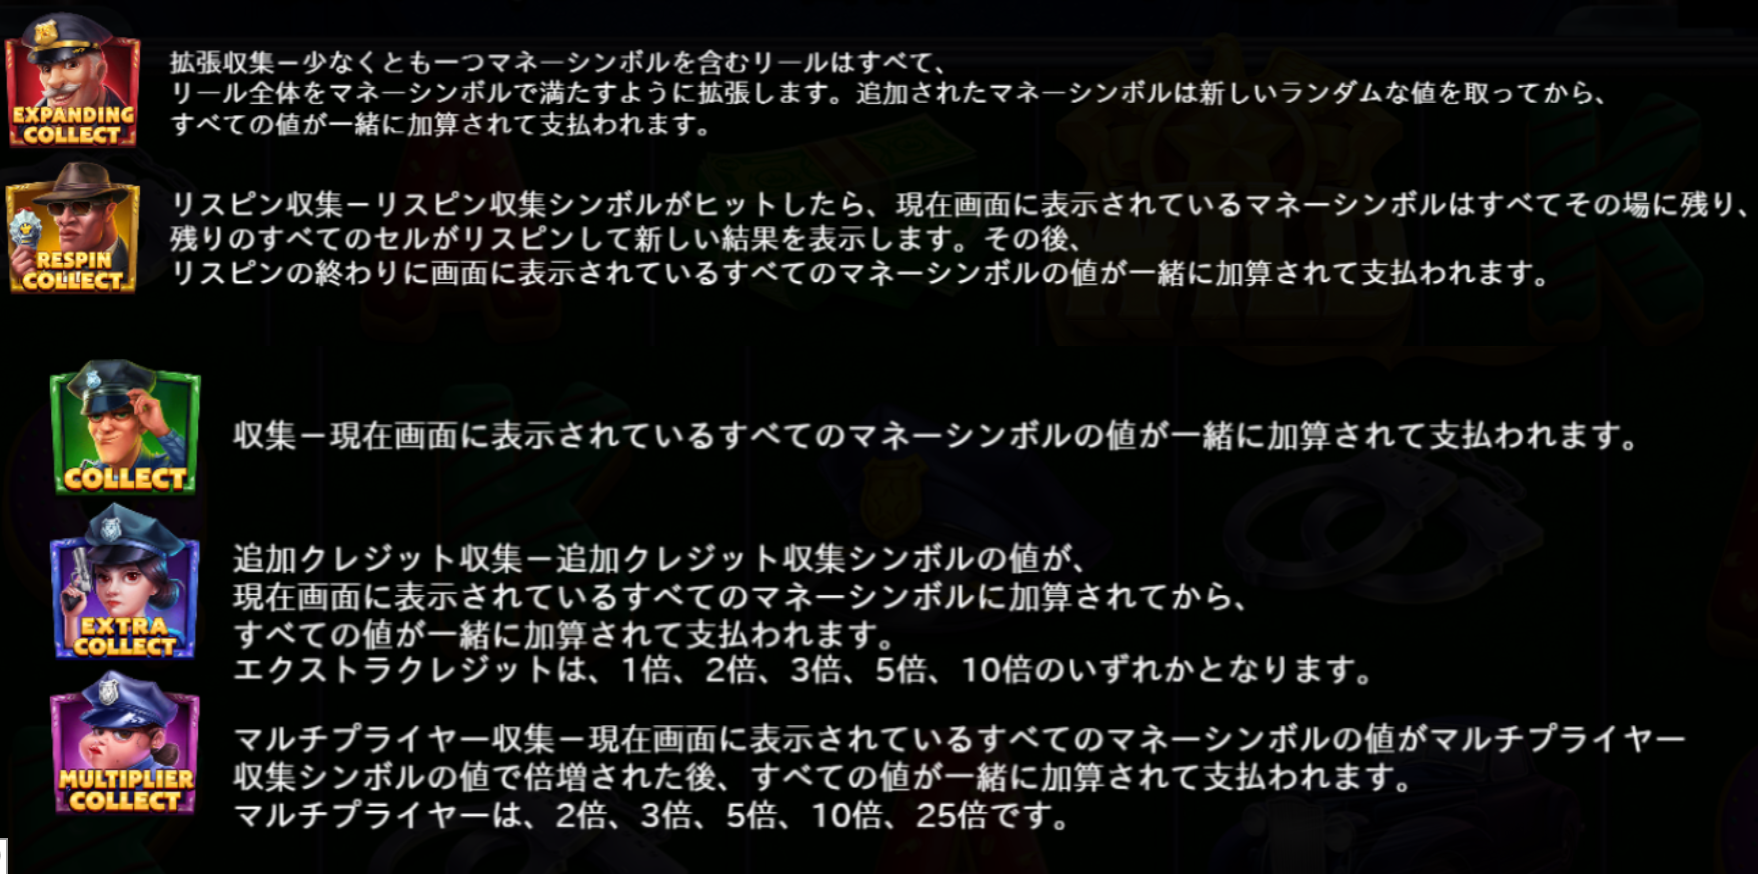 EXPANDING
COLLECT
拡張収集ー少なくとも一つマネーシンボルを含むリールはすべて、
リール全体をマネーシンボルで満たすように拡張します。追加されたマネーシンボルは新しいランダムな値を取ってから、
すべての値が一緒に加算されて支払われます。
RESPIN
COLLECT
リスピン収集ーリスピン収集シンボルがヒットしたら、現在画面に表示されているマネーシンボルはすべてその場に残り、
残りのすべてのセルがリスピンして新しい結果を表示します。その後、
リスピンの終わりに画面に表示されているすべてのマネーシンボルの値が一緒に加算されて支払われます。
COLLECT
収集ー現在画面に表示されているすべてのマネーシンボルの値が一緒に加算されて支払われます。
EXTRA
COLLECT
追加クレジット収集ー追加クレジット収集シンボルの値が、
現在画面に表示されているすべてのマネーシンボルに加算されてから、
すべての値が一緒に加算されて支払われます。
エクストラクレジットは、1倍、2倍、3倍、5倍、10倍のいずれかとなります。
MULTIPLIER
COLLECT
マルチプライヤー収集ー現在画面に表示されているすべてのマネーシンボルの値がマルチプライヤー
収集シンボルの値で倍増された後、すべての値が一緒に加算されて支払われます。
マルチプライヤーは、2倍、3倍、5倍、10倍、25倍です。
WILD